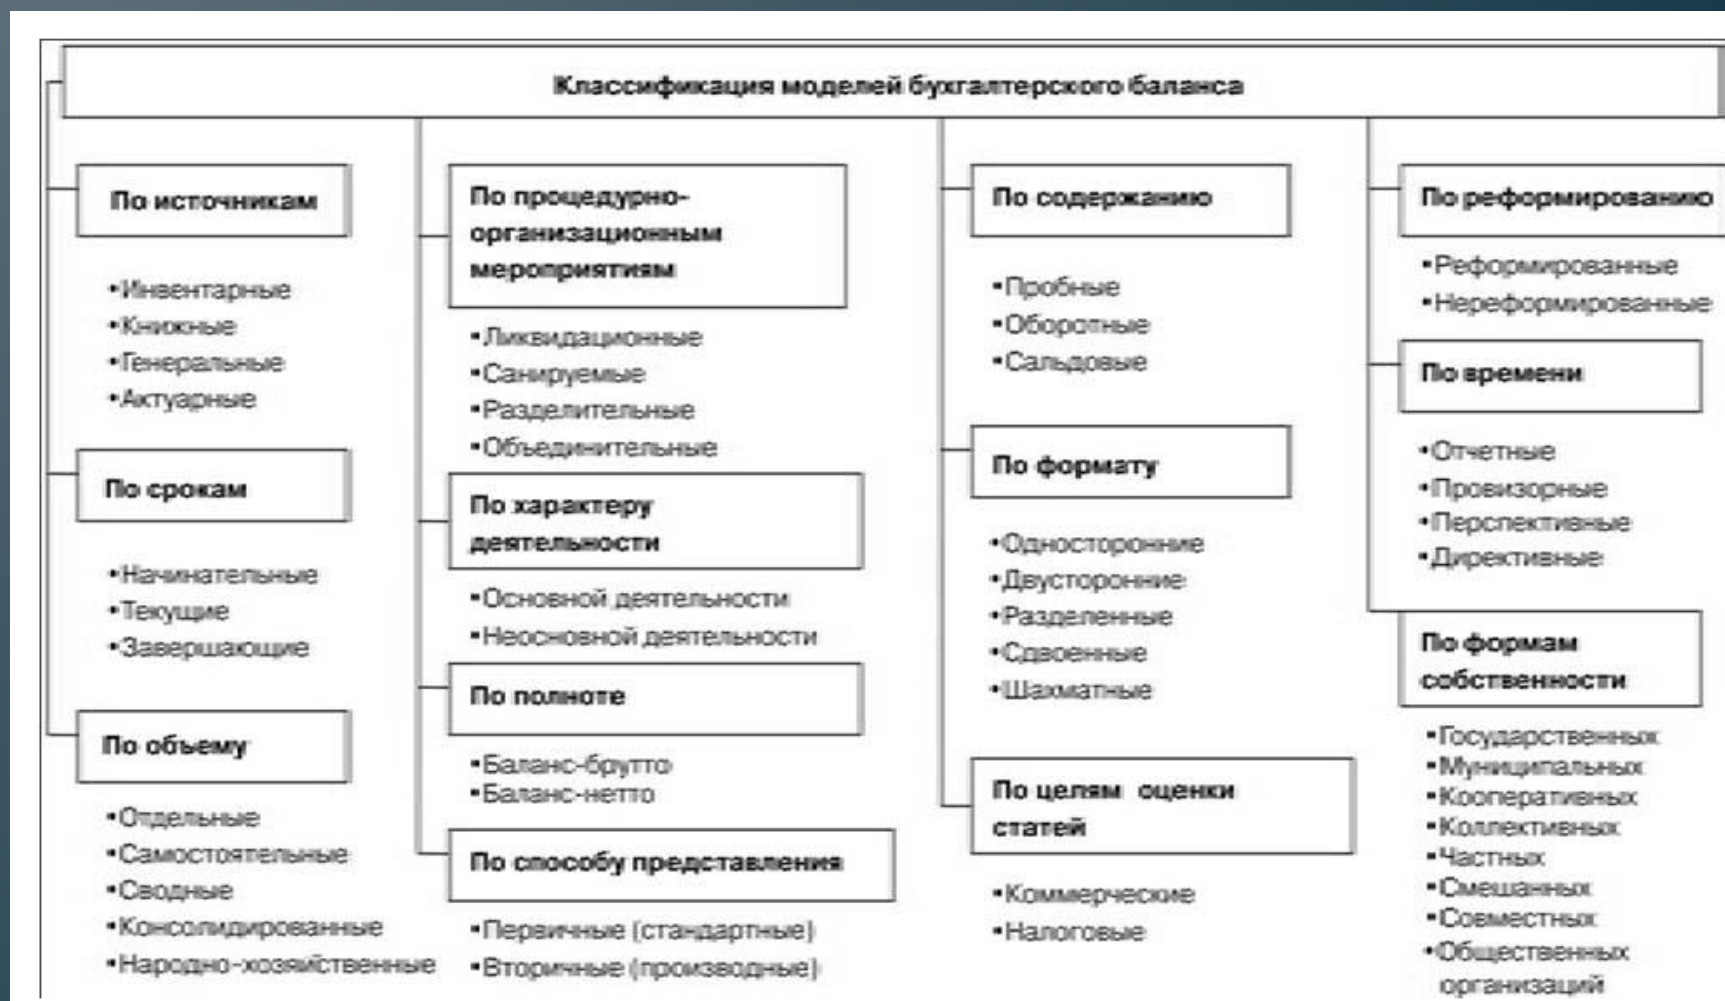 Классификация моделей бухгалтерского баланса
По источникам
▪Инвентарные
▪Книжные
▪Генеральные
▪Актуарные
По срокам
▪Начинательные
▪Текущие
▪Завершающие
По объему
▪Отдельные
▪Самостоятельные
▪Сводные
▪Консолидированные
▪Народно-хозяйственные
По процедурно-
организационным
мероприятиям
▪Ликвидационные
▪Санируемые
▪Разделительные
▪Объединительные
По характеру
деятельности
▪Основной деятельности
▪Неосновной деятельности
По полноте
▪Баланс-брутто
▪Баланс-нетто
По способу представления
▪Первичные (стандартные)
▪Вторичные (производные)
По содержанию
▪Пробные
▪Оборотные
▪Сальдовые
По формату
▪Односторонние
▪Двусторонние
▪Разделенные
▪Сдвоенные
▪Шахматные
По целям оценки
статей
▪Коммерческие
▪Налоговые
По реформированию
▪Реформированные
▪Нереформированные
По времени
▪Отчетные
▪Провизорные
▪Перспективные
▪Директивные
По формам
собственности
▪Государственных
▪Муниципальных
▪Кооперативных
▪Коллективных
▪Частных
▪Смешанных
▪Совместных
▪Общественных
организаций